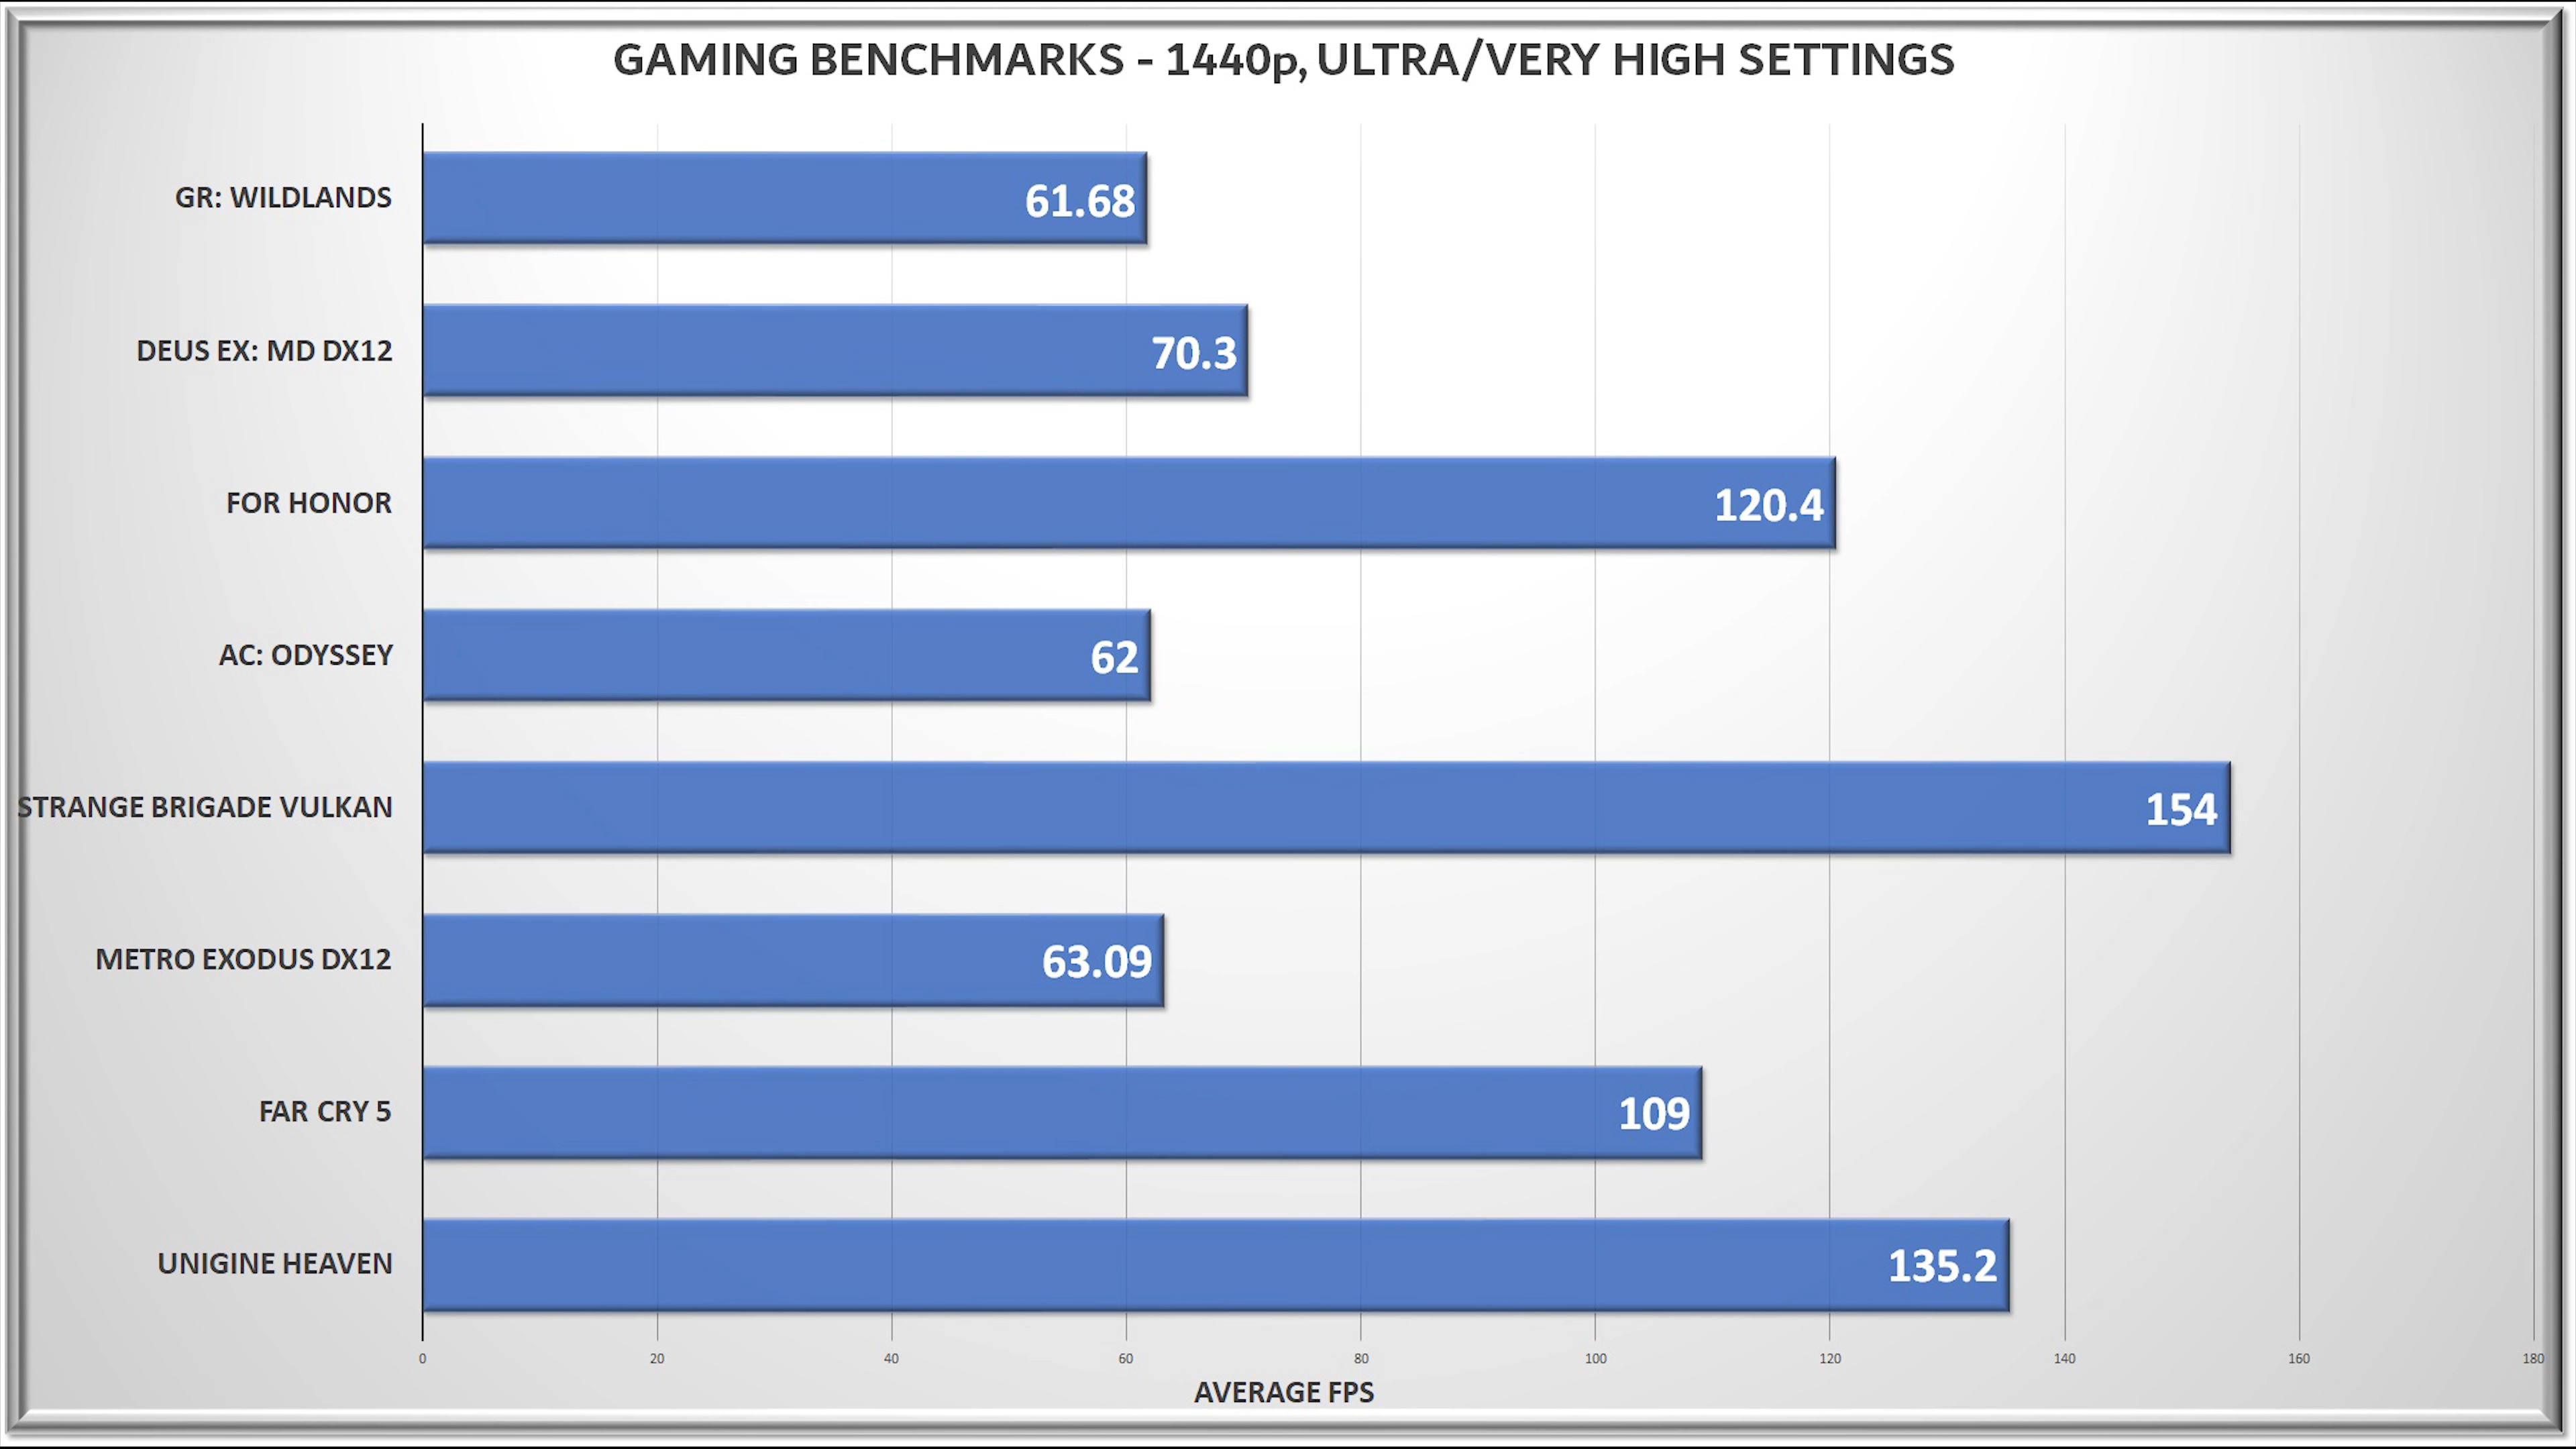 GAMING BENCHMARKS - 1440p, ULTRA/VERY HIGH SETTINGS
GR: WILDLANDS
61.68
DEUS EX: MD DX12
70.3
FOR HONOR
120.4
AC: ODYSSEY
62
STRANGE BRIGADE VULKAN
154
METRO EXODUS DX12
63.09
FAR CRY 5
109
UNIGINE HEAVEN
135.2
0 20 40 60 80 100 120 140 160 180
AVERAGE FPS